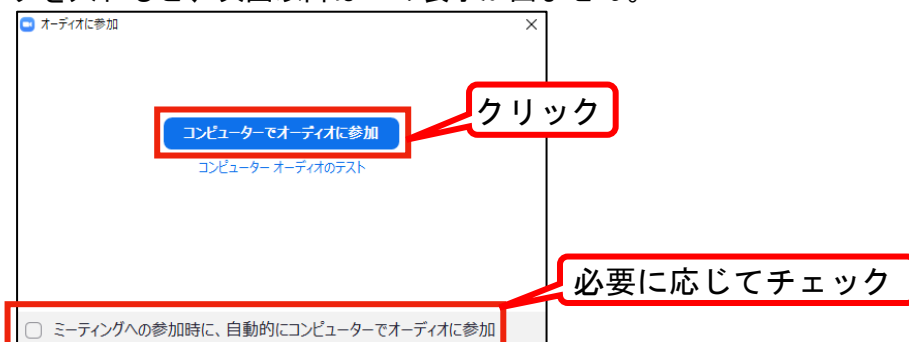 オーディオに参加
クリック
コンピューターでオーディオに参加
コンピューター オーディオのテスト
必要に応じてチェック
ミーティングへの参加時に、自動的にコンピューターでオーディオに参加